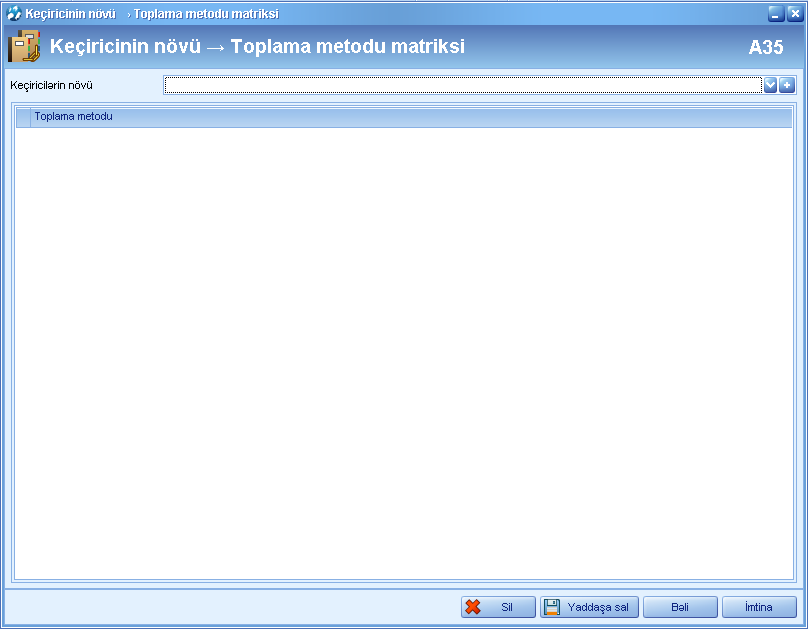 Keçiricinin növü → Toplama metodu matriksi
Keçiricinin növü → Toplama metodu matriksi
A35
Keçiricilərin növü
Toplama metodu
Sil
Yaddaşa sal
Bəli
İmtina